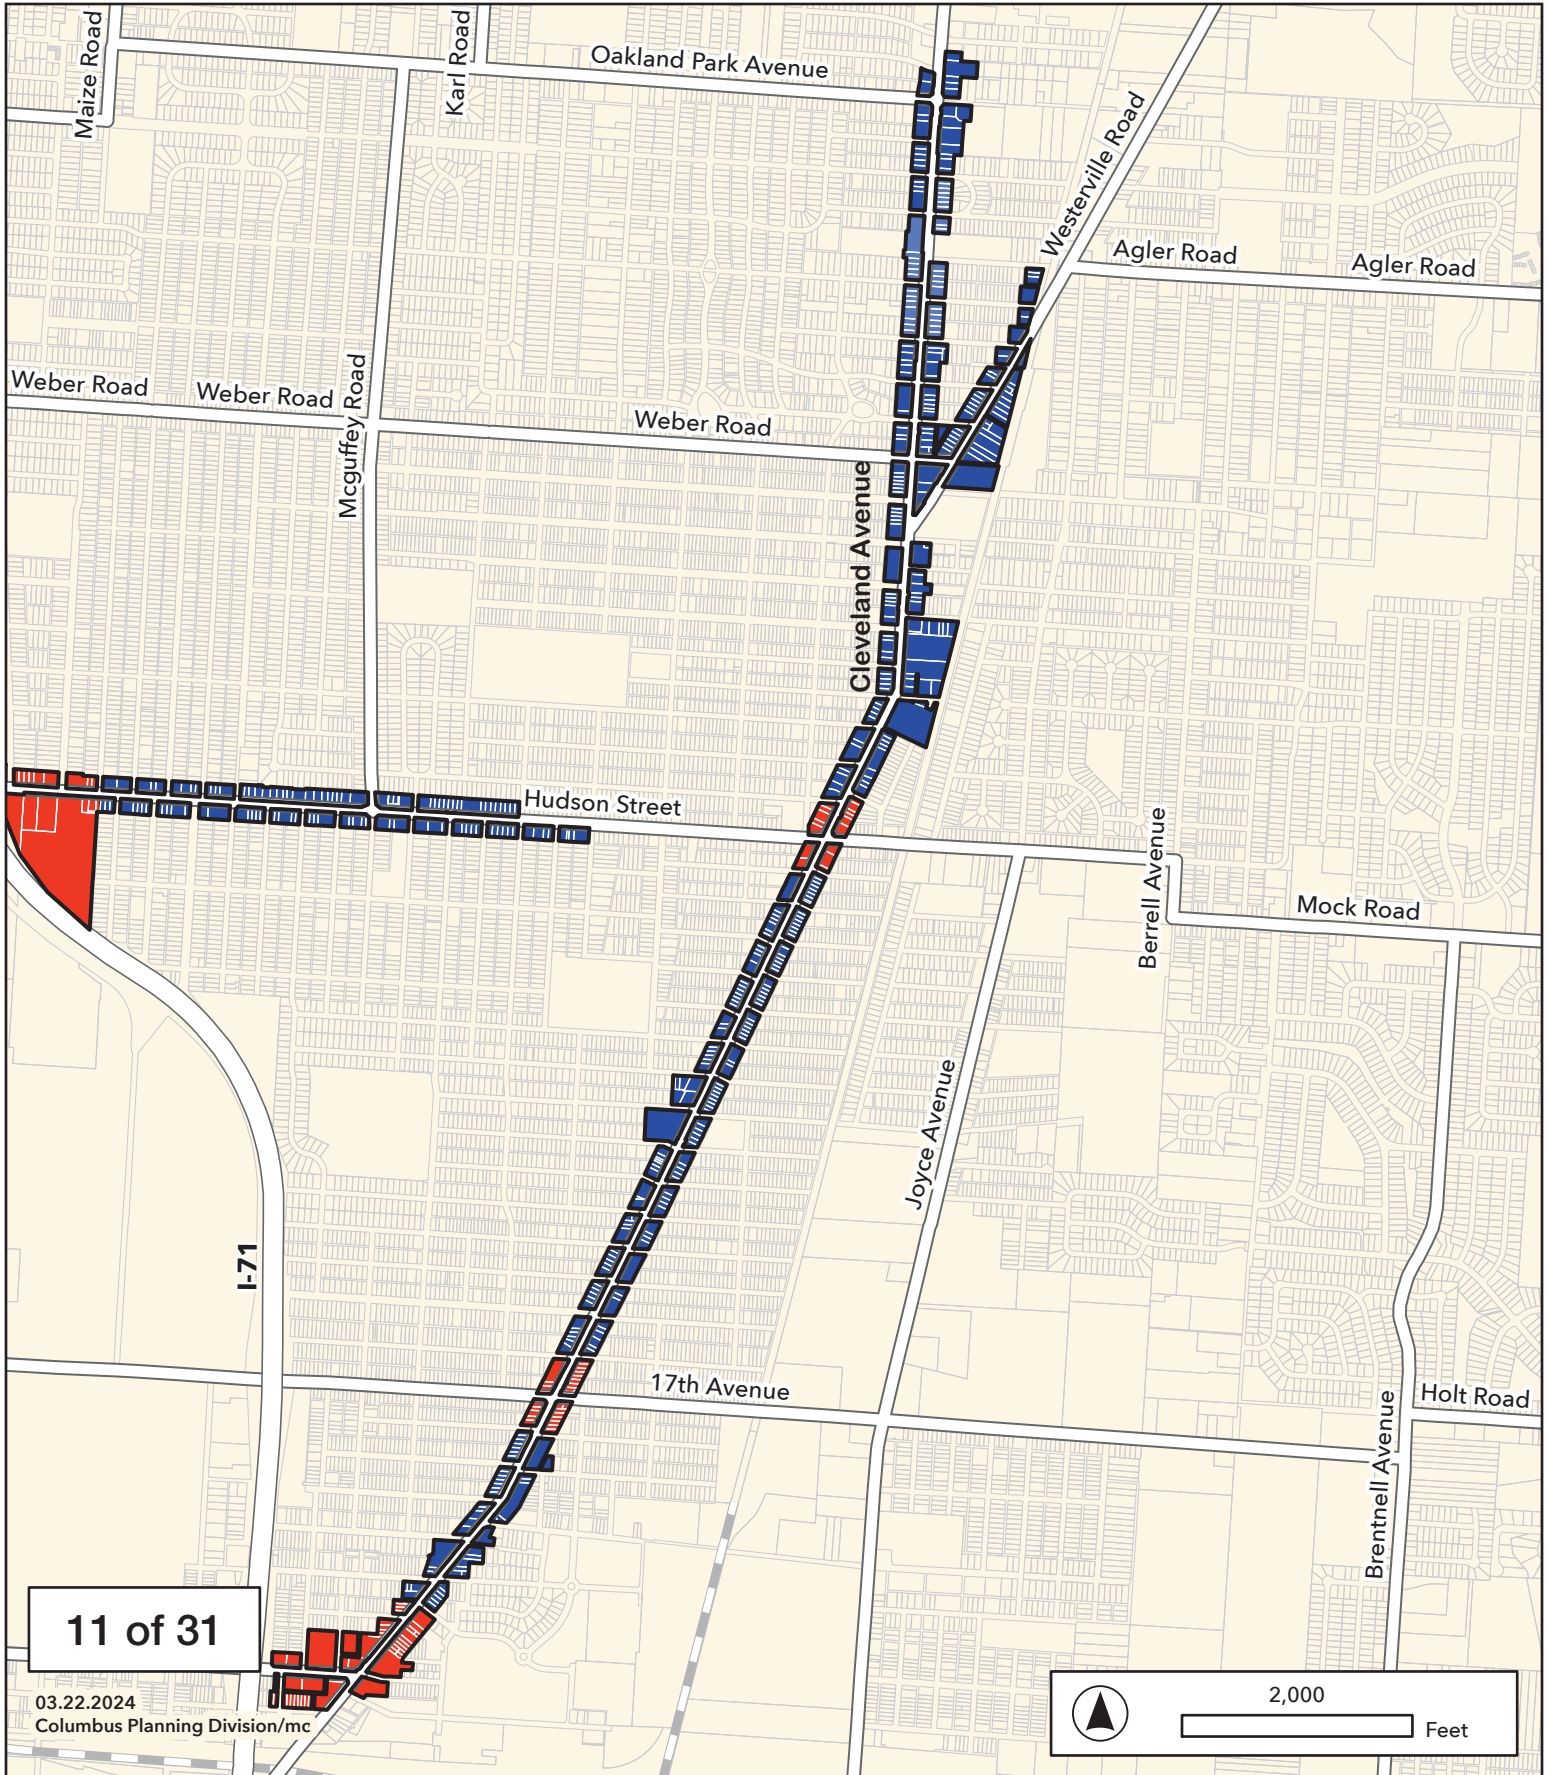 Maize Road
Karl Road
Oakland Park Avenue
Westerville Road
Agler Road
Agler Road
Weber Road
Weber Road
Mcguffey Road
Weber Road
Cleveland Avenue
Hudson Street
Berrell Avenue
Mock Road
Joyce Avenue
I-71
17th Avenue
Holt Road
Brentnell Avenue
11 of 31
03.22.2024
Columbus Planning Division/mc
2,000
Feet